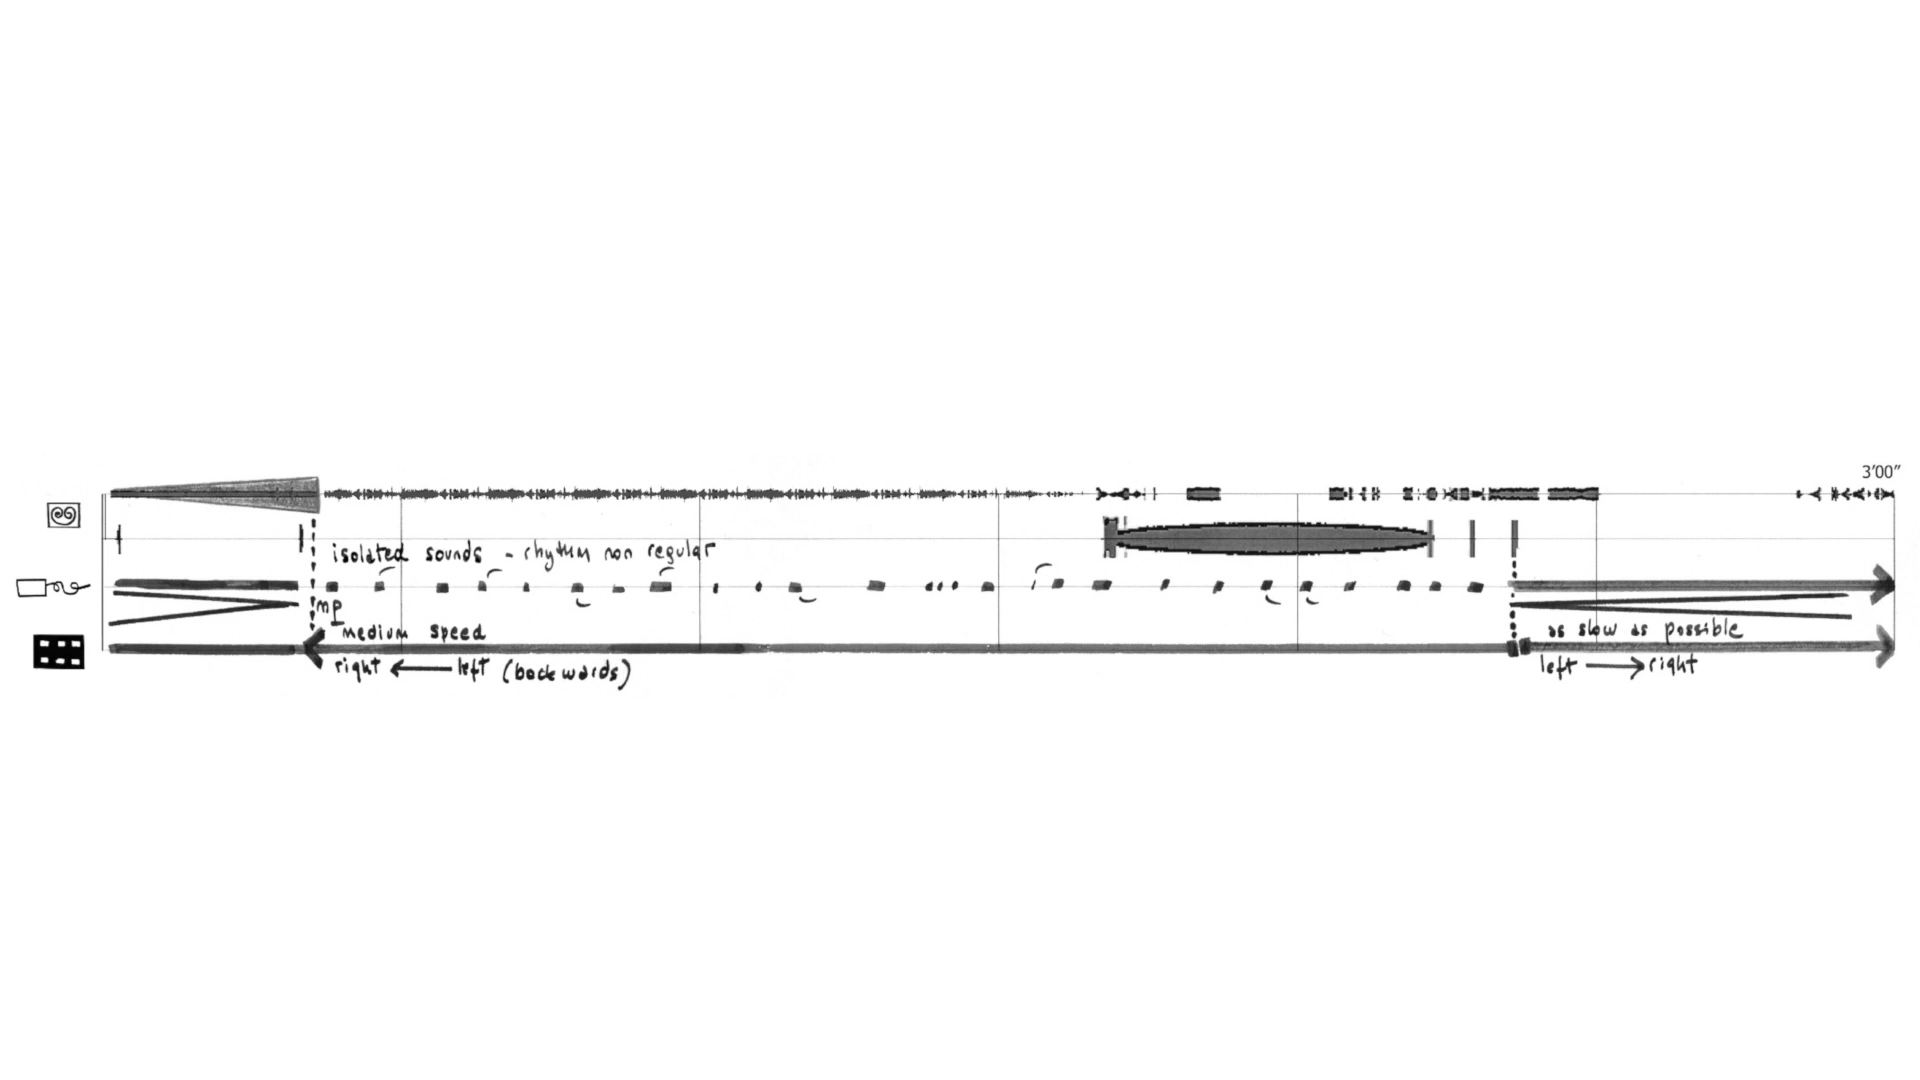 3'00"
isolated sounds - rhythm non regular
mp
medium speed
right ← left (backwards)
as slow as possible
left → right